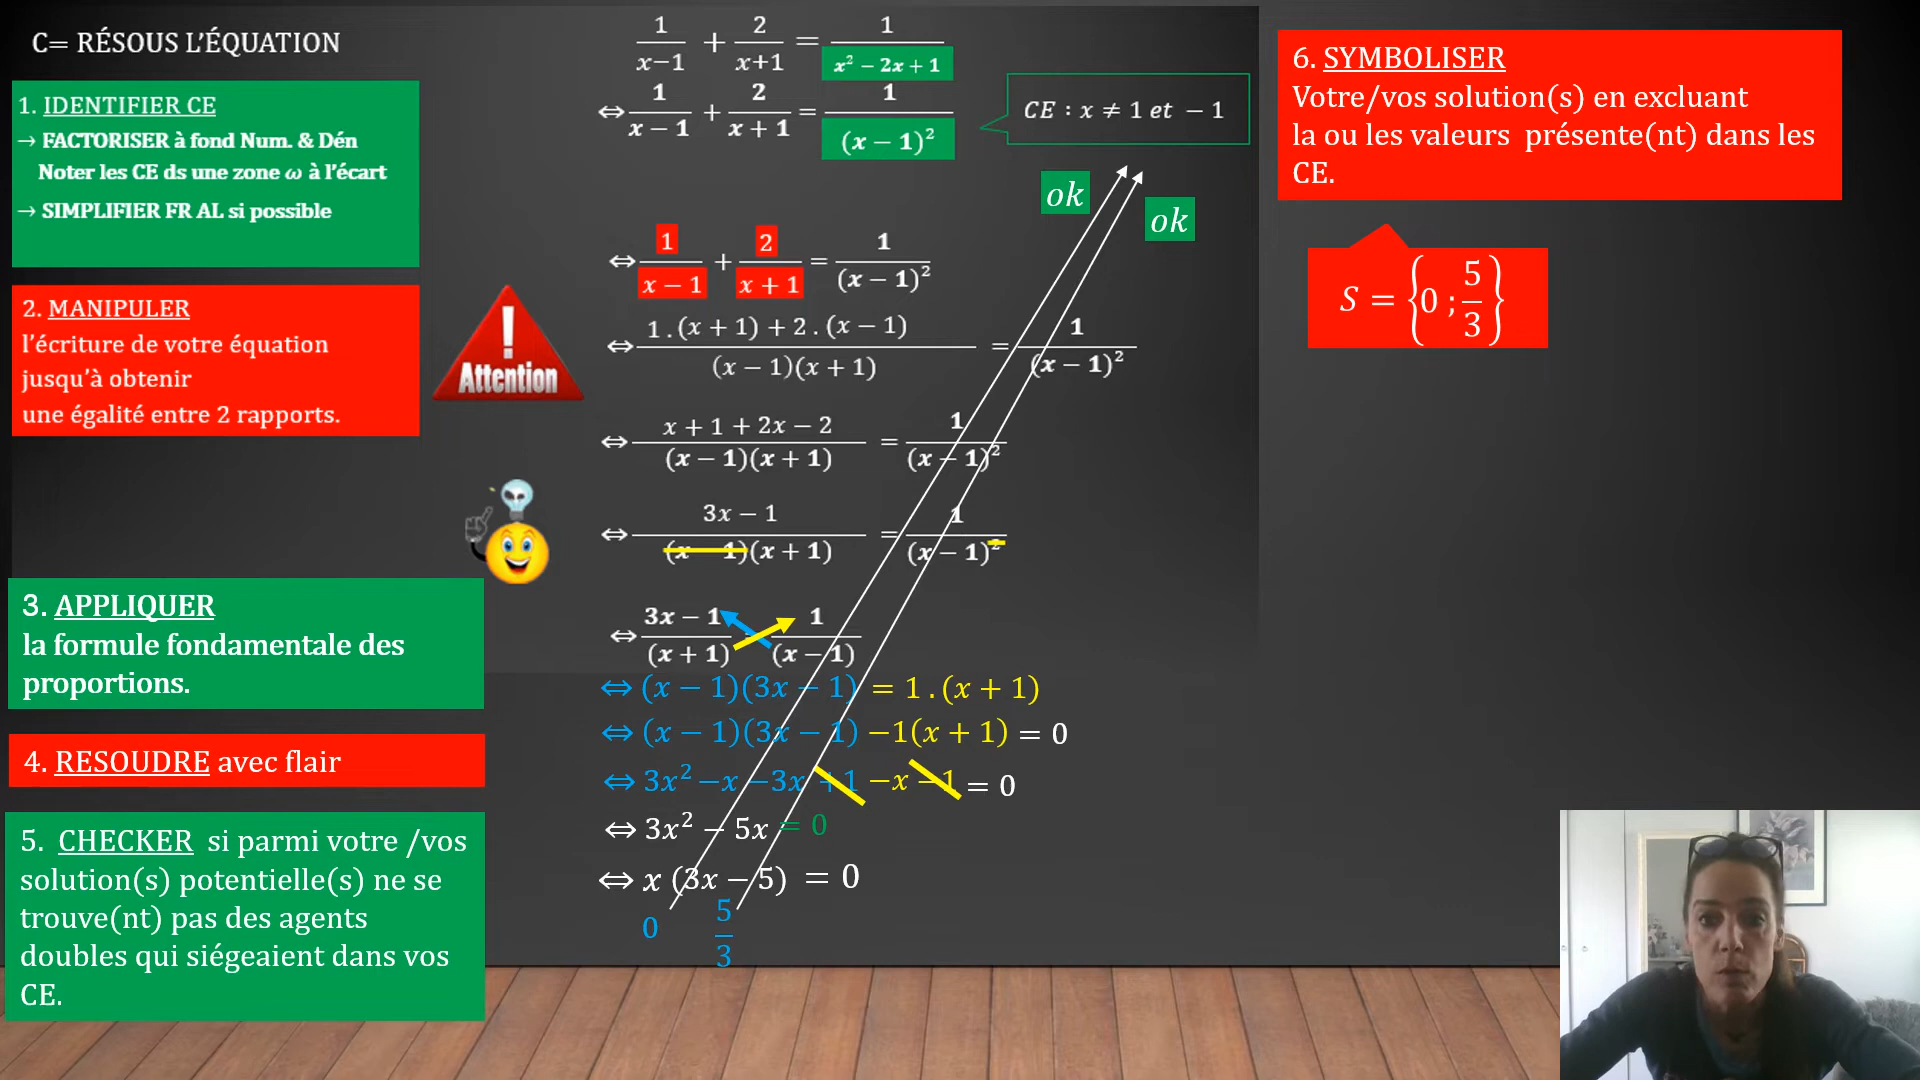 C= RÉSOUS L’ÉQUATION
1. IDENTIFIER CE
→ FACTORISER à fond Num. & Dén
Noter les CE ds une zone ω à l’écart
→ SIMPLIFIER FR AL si possible
2. MANIPULER
l’écriture de votre équation
jusqu’à obtenir
une égalité entre 2 rapports.
Attention
3. APPLIQUER
la formule fondamentale des
proportions.
4. RESOUDRE avec flair
5. CHECKER si parmi votre /vos
solution(s) potentielle(s) ne se
trouve(nt) pas des agents
doubles qui siégeaient dans vos
CE.
1/(x−1) + 2/(x+1) = 1/(x² − 2x + 1)
⇔ 1/(x − 1) + 2/(x + 1) = 1/(x − 1)²
CE : x ≠ 1 et − 1
ok
ok
⇔ 1/(x − 1) + 2/(x + 1) = 1/(x − 1)²
⇔ (1 . (x + 1) + 2 . (x − 1))/((x − 1)(x + 1)) = 1/(x − 1)²
⇔ (x + 1 + 2x − 2)/((x − 1)(x + 1)) = 1/(x − 1)²
⇔ (3x − 1)/((x − 1)(x + 1)) = 1/(x − 1)²
⇔ (3x − 1)/(x + 1) = 1/(x − 1)
⇔ (x − 1)(3x − 1) = 1 . (x + 1)
⇔ (x − 1)(3x − 1) −1(x + 1) = 0
⇔ 3x² −x −3x +1 −x −1 = 0
⇔ 3x² − 5x = 0
⇔ x (3x − 5) = 0
0 5/3
6. SYMBOLISER
Votre/vos solution(s) en excluant
la ou les valeurs présente(nt) dans les
CE.
S = {0 ; 5/3}